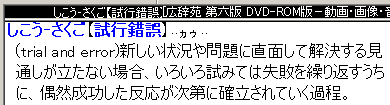 しこう‐さくご【試行錯誤】広辞苑 第六版 DVD-ROM版－動画・画像・
しこう‐さくご【試行錯誤】‥カウ‥
（trial and error）新しい状況や問題に直面して解決する見
通しが立たない場合、いろいろ試みては失敗を繰り返すうち
に、偶然成功した反応が次第に確立されていく過程。